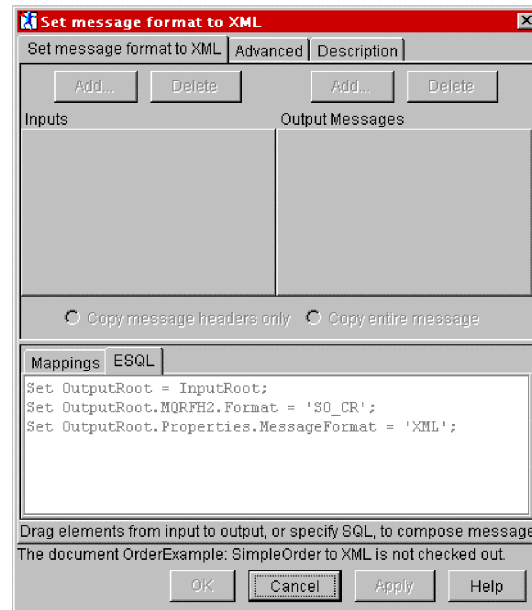 Set message format to XML
Set message format to XML Advanced Description
Add... Delete Add... Delete
Inputs Output Messages
Copy message headers only Copy entire message
Mappings ESQL
Set OutputRoot = InputRoot;
Set OutputRoot.MQRFH2.Format = 'SO_CR';
Set OutputRoot.Properties.MessageFormat = 'XML';
Drag elements from input to output, or specify SQL, to compose message
The document OrderExample: SimpleOrder to XML is not checked out.
OK Cancel Apply Help